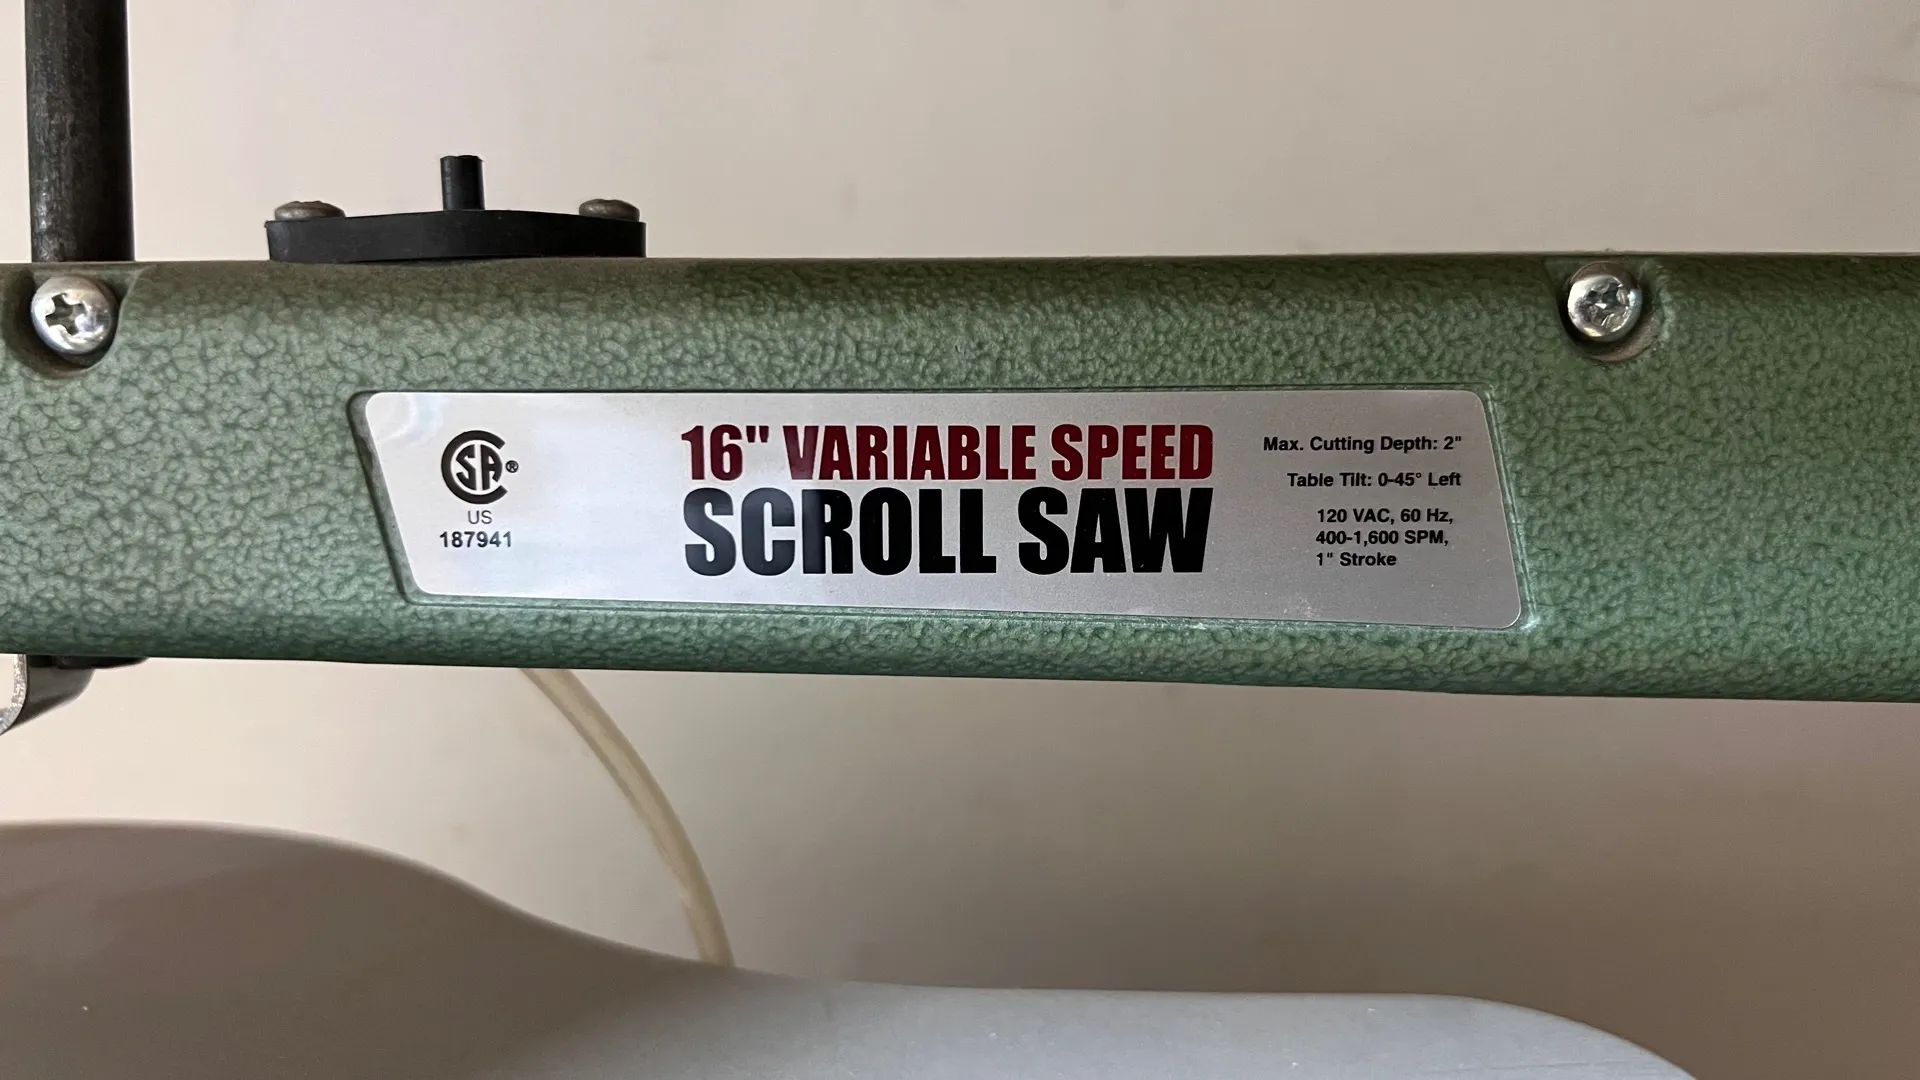 CSA®
US
187941
16" VARIABLE SPEED
SCROLL SAW
Max. Cutting Depth: 2"
Table Tilt: 0-45° Left
120 VAC, 60 Hz,
400-1,600 SPM,
1" Stroke